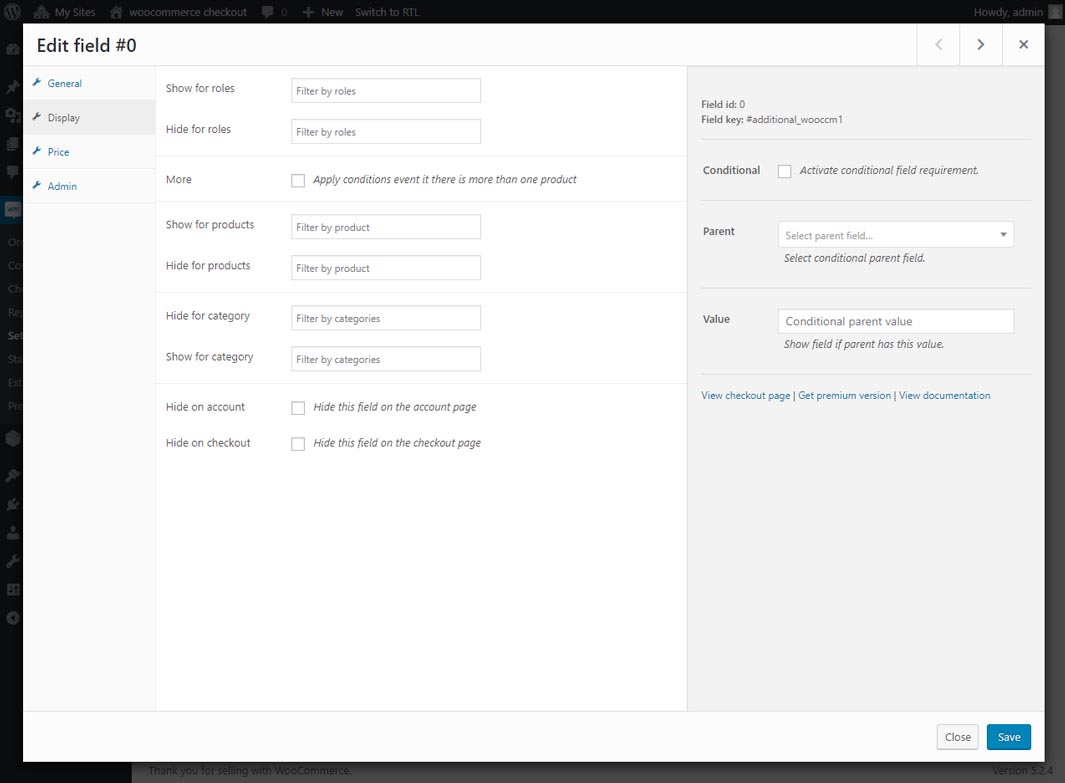 My Sites woocommerce checkout 0 New Switch to RTL Howdy, admin
Edit field #0
General
Display
Price
Admin
Show for roles Filter by roles
Hide for roles Filter by roles
More Apply conditions event it there is more than one product
Show for products Filter by product
Hide for products Filter by product
Hide for category Filter by categories
Show for category Filter by categories
Hide on account Hide this field on the account page
Hide on checkout Hide this field on the checkout page
Field id: 0
Field key: #additional_wooccm1
Conditional Activate conditional field requirement.
Parent Select parent field...
Select conditional parent field.
Value Conditional parent value
Show field if parent has this value.
View checkout page | Get premium version | View documentation
Close Save
Thank you for selling with WooCommerce. Version 5.2.4